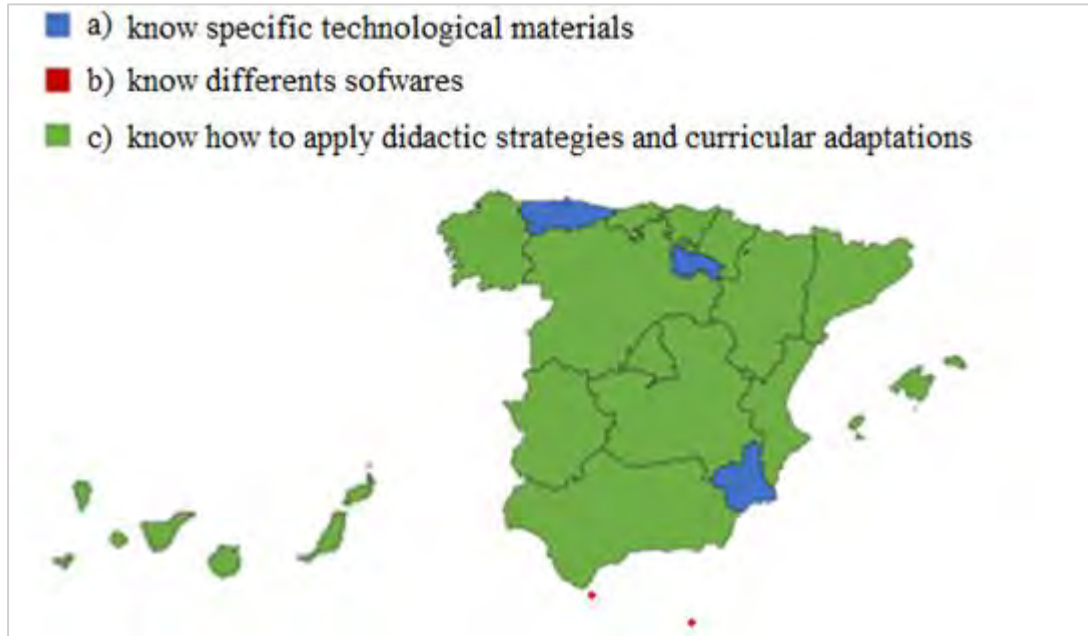 a) know specific technological materials
b) know differents sofwares
c) know how to apply didactic strategies and curricular adaptations